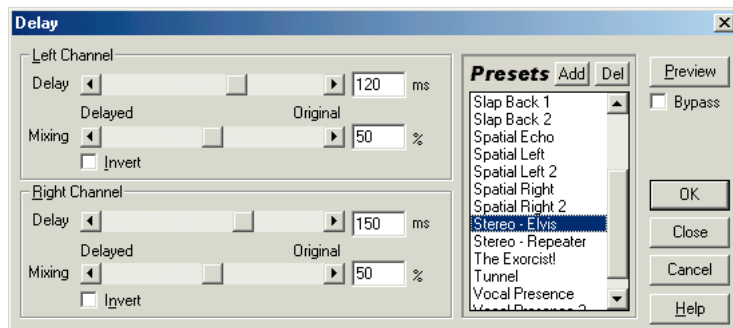 Delay
Left Channel
Delay 120 ms
Delayed Original
Mixing 50 %
Invert
Right Channel
Delay 150 ms
Delayed Original
Mixing 50 %
Invert
Presets Add Del
Slap Back 1
Slap Back 2
Spatial Echo
Spatial Left
Spatial Left 2
Spatial Right
Spatial Right 2
Stereo - Elvis
Stereo - Repeater
The Exorcist!
Tunnel
Vocal Presence
Vocal Presence 2
Preview
Bypass
OK
Close
Cancel
Help